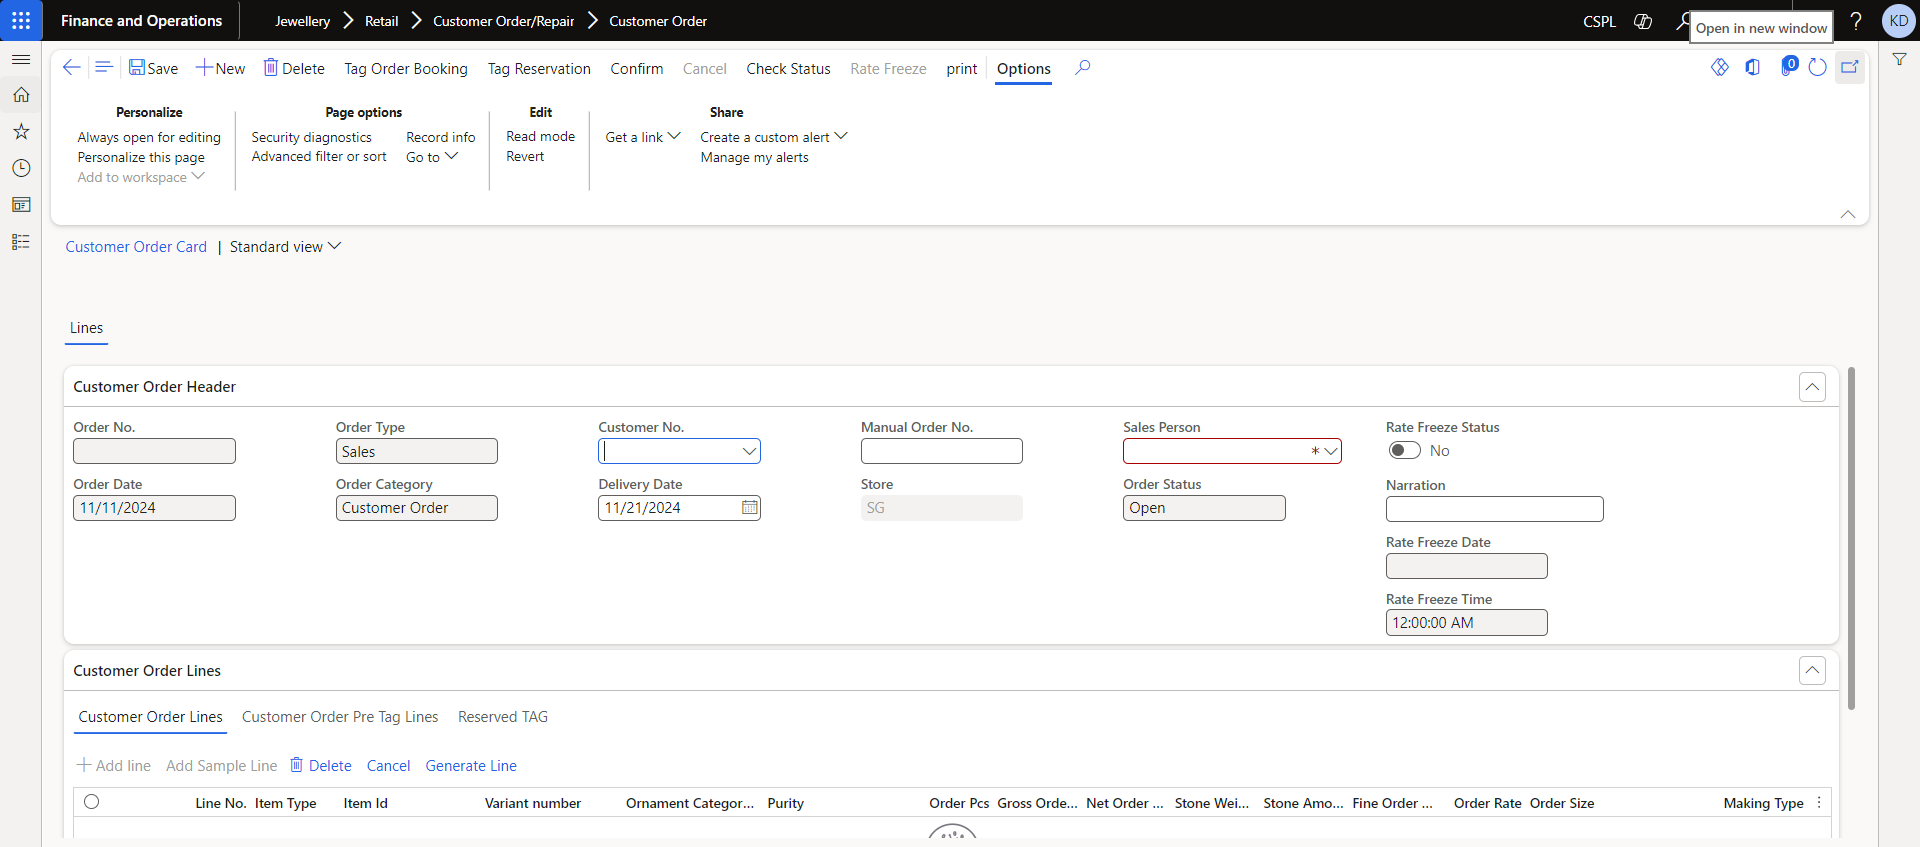 Finance and Operations Jewellery Retail Customer Order/Repair Customer Order CSPL Open in new window ? KD
Save New Delete Tag Order Booking Tag Reservation Confirm Cancel Check Status Rate Freeze print Options 0
Personalize Page options Edit Share
Always open for editing Security diagnostics Record info Read mode Get a link Create a custom alert
Personalize this page Advanced filter or sort Go to Revert Manage my alerts
Add to workspace
Customer Order Card | Standard view
Lines
Customer Order Header
Order No. Order Type Customer No. Manual Order No. Sales Person Rate Freeze Status
Sales * No
Order Date Order Category Delivery Date Store Order Status Narration
11/11/2024 Customer Order 11/21/2024 SG Open
Rate Freeze Date
Rate Freeze Time
12:00:00 AM
Customer Order Lines
Customer Order Lines Customer Order Pre Tag Lines Reserved TAG
Add line Add Sample Line Delete Cancel Generate Line
Line No. Item Type Item Id Variant number Ornament Categor... Purity Order Pcs Gross Orde... Net Order ... Stone Wei... Stone Amo... Fine Order ... Order Rate Order Size Making Type